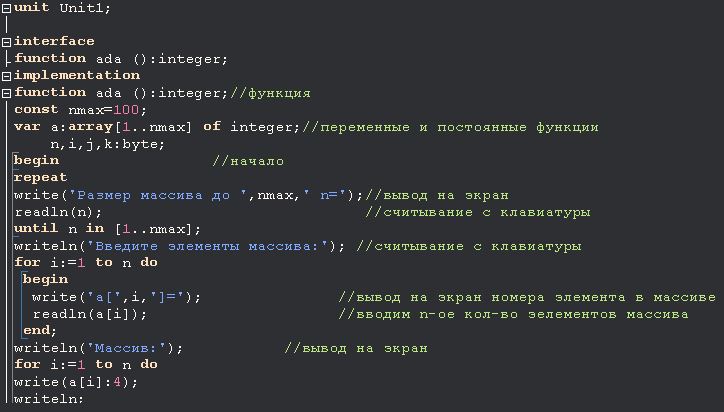 unit Unit1;
interface
function ada ():integer;
implementation
function ada ():integer;//функция
const nmax=100;
var a:array[1..nmax] of integer;//переменные и постоянные функции
n,i,j,k:byte;
begin //начало
repeat
write('Размер массива до ',nmax,' n=');//вывод на экран
readln(n); //считывание с клавиатуры
until n in [1..nmax];
writeln('Введите элементы массива:'); //считывание с клавиатуры
for i:=1 to n do
begin
write('a[',i,']='); //вывод на экран номера элемента в массиве
readln(a[i]); //вводим n-ое кол-во эелементов массива
end;
writeln('Массив:'); //вывод на экран
for i:=1 to n do
write(a[i]:4);
writeln;